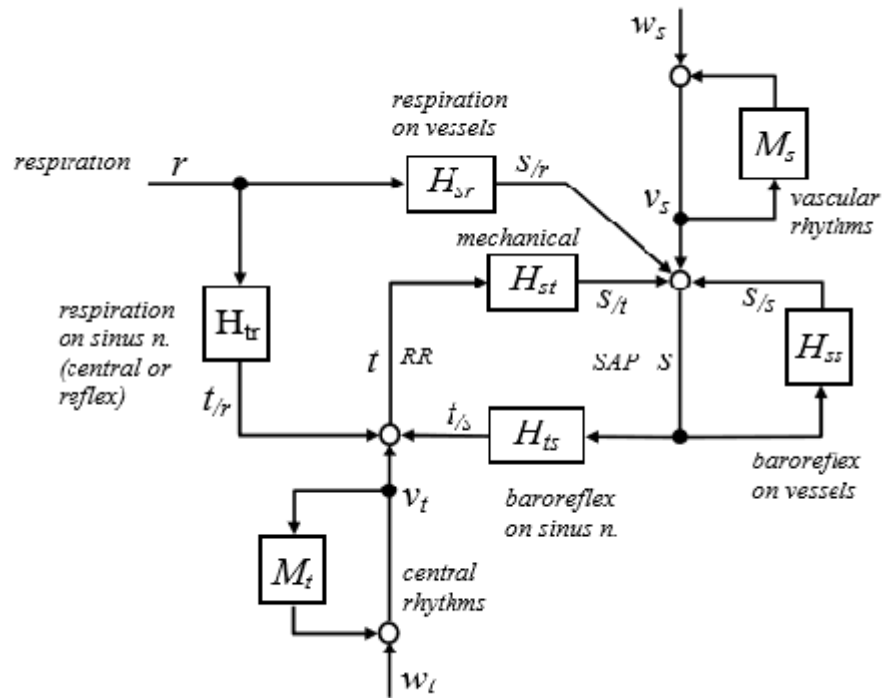 w_s
respiration
on vessels
M_s
respiration r
H_sr
s_/r
v_s
vascular
rhythms
mechanical
H_st
s_/t
s_/s
respiration
on sinus n.
(central or
reflex)
H_tr
t RR
SAP s
H_ss
t_/r
t_/s
H_ts
baroreflex
on vessels
v_t
baroreflex
on sinus n.
M_t
central
rhythms
w_t